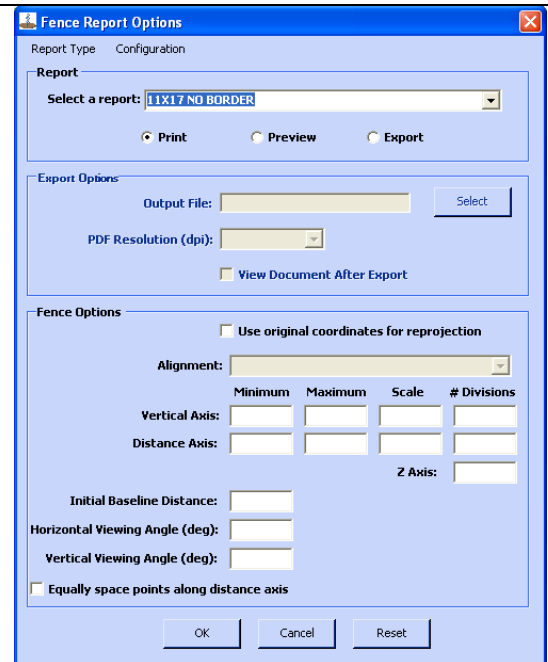 Fence Report Options
Report Type Configuration
Report
Select a report: 11X17 NO BORDER
Print Preview Export
Export Options
Output File: Select
PDF Resolution (dpi):
View Document After Export
Fence Options
Use original coordinates for reprojection
Alignment:
Minimum Maximum Scale # Divisions
Vertical Axis:
Distance Axis:
Z Axis:
Initial Baseline Distance:
Horizontal Viewing Angle (deg):
Vertical Viewing Angle (deg):
Equally space points along distance axis
OK Cancel Reset